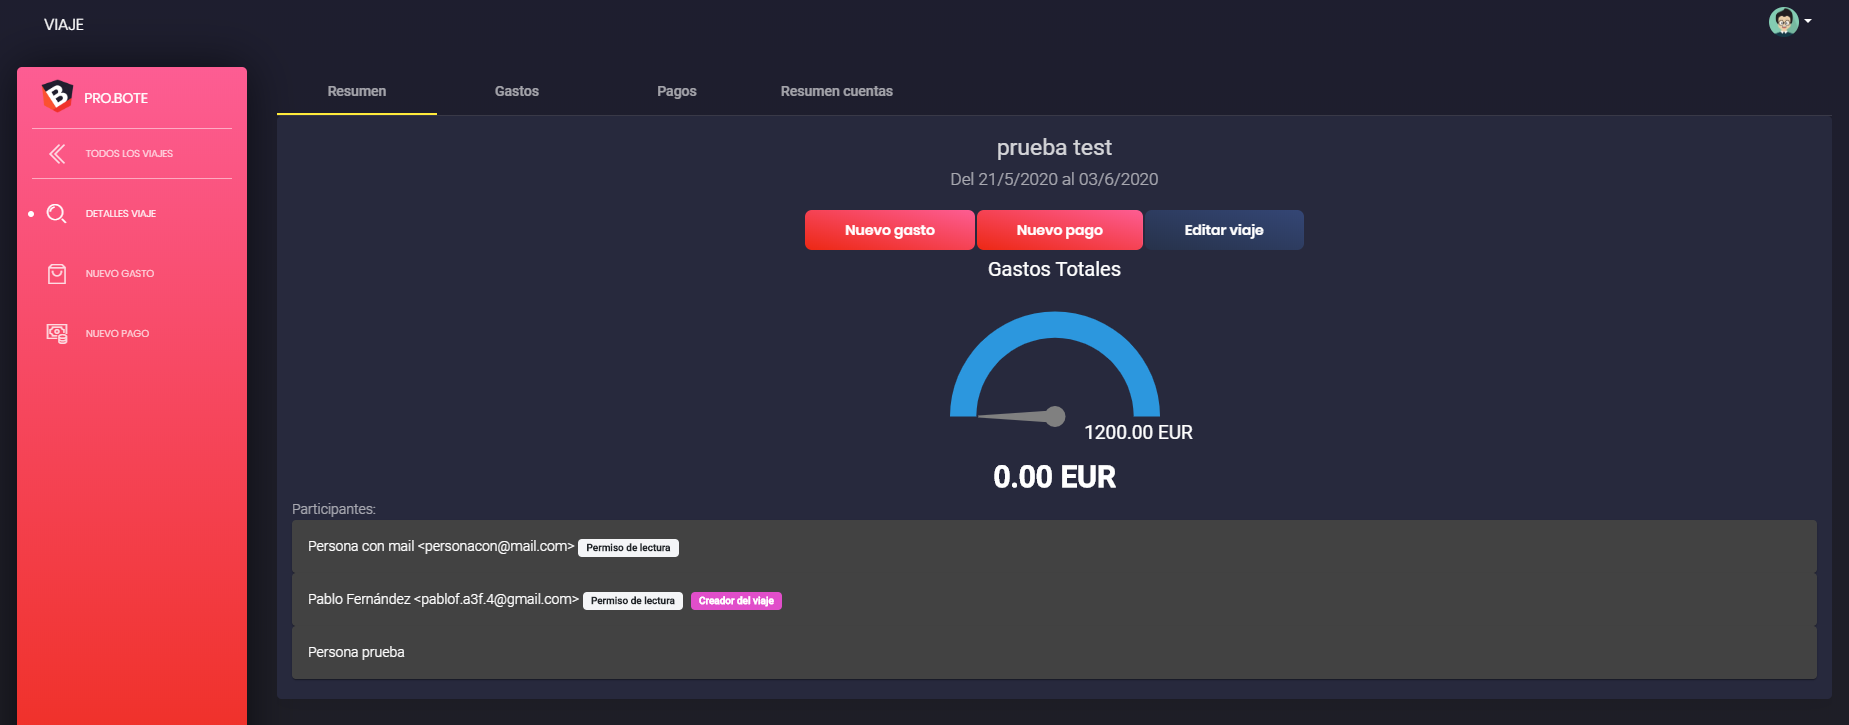 VIAJE
PRO.BOTE
TODOS LOS VIAJES
DETALLES VIAJE
NUEVO GASTO
NUEVO PAGO
Resumen Gastos Pagos Resumen cuentas
prueba test
Del 21/5/2020 al 03/6/2020
Nuevo gasto Nuevo pago Editar viaje
Gastos Totales
1200.00 EUR
0.00 EUR
Participantes:
Persona con mail <personacon@mail.com> Permiso de lectura
Pablo Fernández <pablof.a3f.4@gmail.com> Permiso de lectura Creador del viaje
Persona prueba